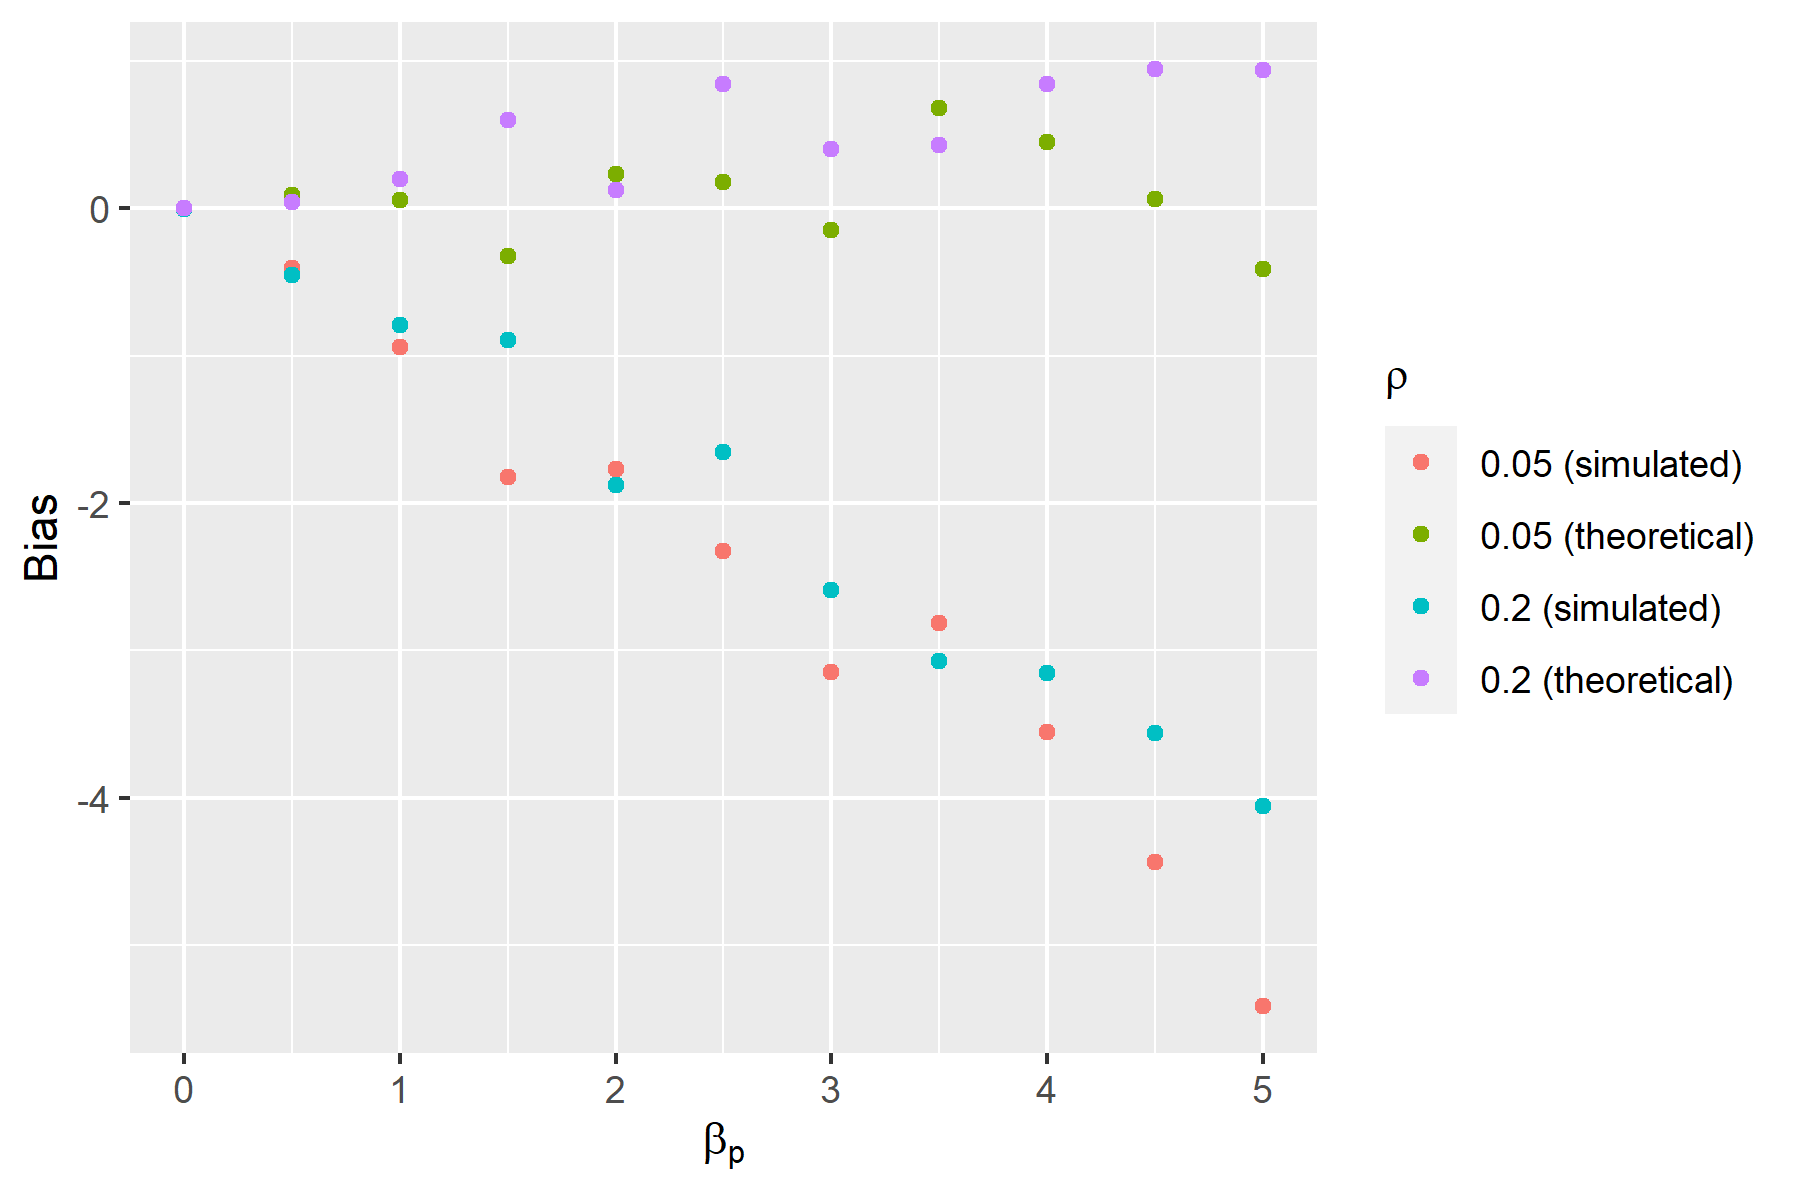 0
-2
-4
Bias
0
1
2
3
4
5
βp
ρ
0.05 (simulated)
0.05 (theoretical)
0.2 (simulated)
0.2 (theoretical)